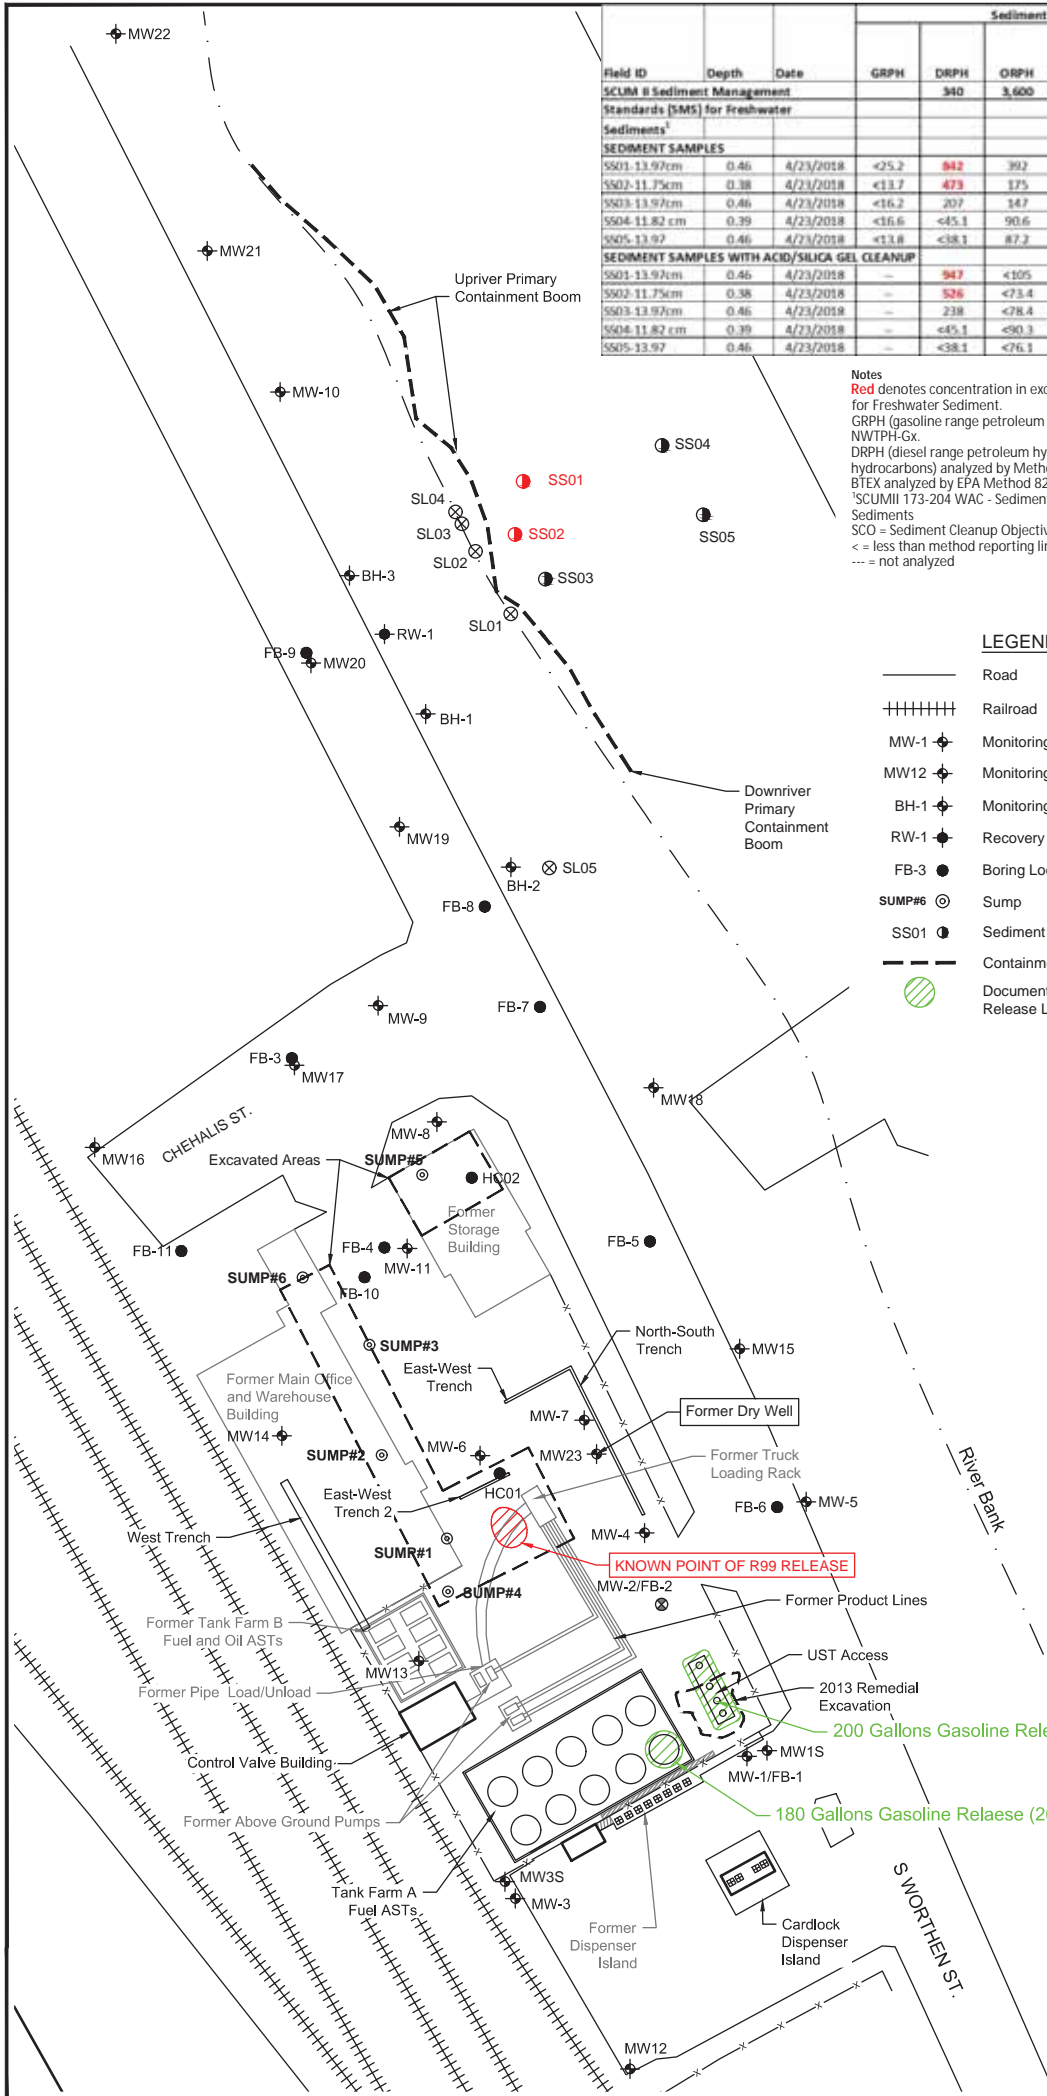 Sediment
Field ID Depth Date GRPH DRPH ORPH
SCUM II Sediment Management 340 3,600
Standards (SMS) for Freshwater
Sediments¹
SEDIMENT SAMPLES
SS01-13.97cm 0.46 4/23/2018 <25.2 842 392
SS02-11.75cm 0.38 4/23/2018 <13.7 473 175
SS03-13.97cm 0.46 4/23/2018 <16.2 207 147
SS04-11.82 cm 0.39 4/23/2018 <16.6 <45.1 90.6
SS05-13.97 0.46 4/23/2018 <13.8 <38.1 87.2
SEDIMENT SAMPLES WITH ACID/SILICA GEL CLEANUP
SS01-13.97cm 0.46 4/23/2018 -- 947 <105
SS02-11.75cm 0.38 4/23/2018 -- 526 <73.4
SS03-13.97cm 0.46 4/23/2018 -- 238 <78.4
SS04-11.82 cm 0.39 4/23/2018 -- <45.1 <90.3
SS05-13.97 0.46 4/23/2018 -- <38.1 <76.1
Notes
Red denotes concentration in exc
for Freshwater Sediment.
GRPH (gasoline range petroleum
NWTPH-Gx.
DRPH (diesel range petroleum hy
hydrocarbons) analyzed by Metho
BTEX analyzed by EPA Method 82
¹SCUMII 173-204 WAC - Sediment
Sediments
SCO = Sediment Cleanup Objectiv
< = less than method reporting lim
--- = not analyzed
LEGEND
Road
Railroad
MW-1 Monitoring
MW12 Monitoring
BH-1 Monitoring
RW-1 Recovery
FB-3 Boring Loc
SUMP#6 Sump
SS01 Sediment
Containme
Document
Release L
MW22
MW21
Upriver Primary
Containment Boom
MW-10
SS04
SS01
SL04
SS05
SL03
SS02
SL02
BH-3
SS03
SL01
RW-1
FB-9
MW20
BH-1
Downriver
Primary
Containment
Boom
MW19
BH-2
SL05
FB-8
MW-9
FB-7
FB-3
MW17
MW18
CHEHALIS ST.
MW-8
MW16
Excavated Areas
SUMP#5
HC02
Former
Storage
Building
FB-11
FB-4
MW-11
FB-5
SUMP#6
FB-10
North-South
Trench
SUMP#3
MW15
East-West
Trench
Former Main Office
and Warehouse
Building
MW-7
Former Dry Well
MW14
MW-6
MW23
SUMP#2
Former Truck
Loading Rack
River Bank
HC01
East-West
Trench 2
FB-6
MW-5
West Trench
MW-4
SUMP#1
KNOWN POINT OF R99 RELEASE
MW-2/FB-2
SUMP#4
Former Product Lines
Former Tank Farm B
Fuel and Oil ASTs
UST Access
MW13
Former Pipe Load/Unload
2013 Remedial
Excavation
200 Gallons Gasoline Rele
Control Valve Building
MW1S
MW-1/FB-1
Former Above Ground Pumps
180 Gallons Gasoline Relaese (20
MW3S
MW-3
Tank Farm A
Fuel ASTs
Former
Dispenser
Island
Cardlock
Dispenser
Island
S WORTHEN ST.
MW12